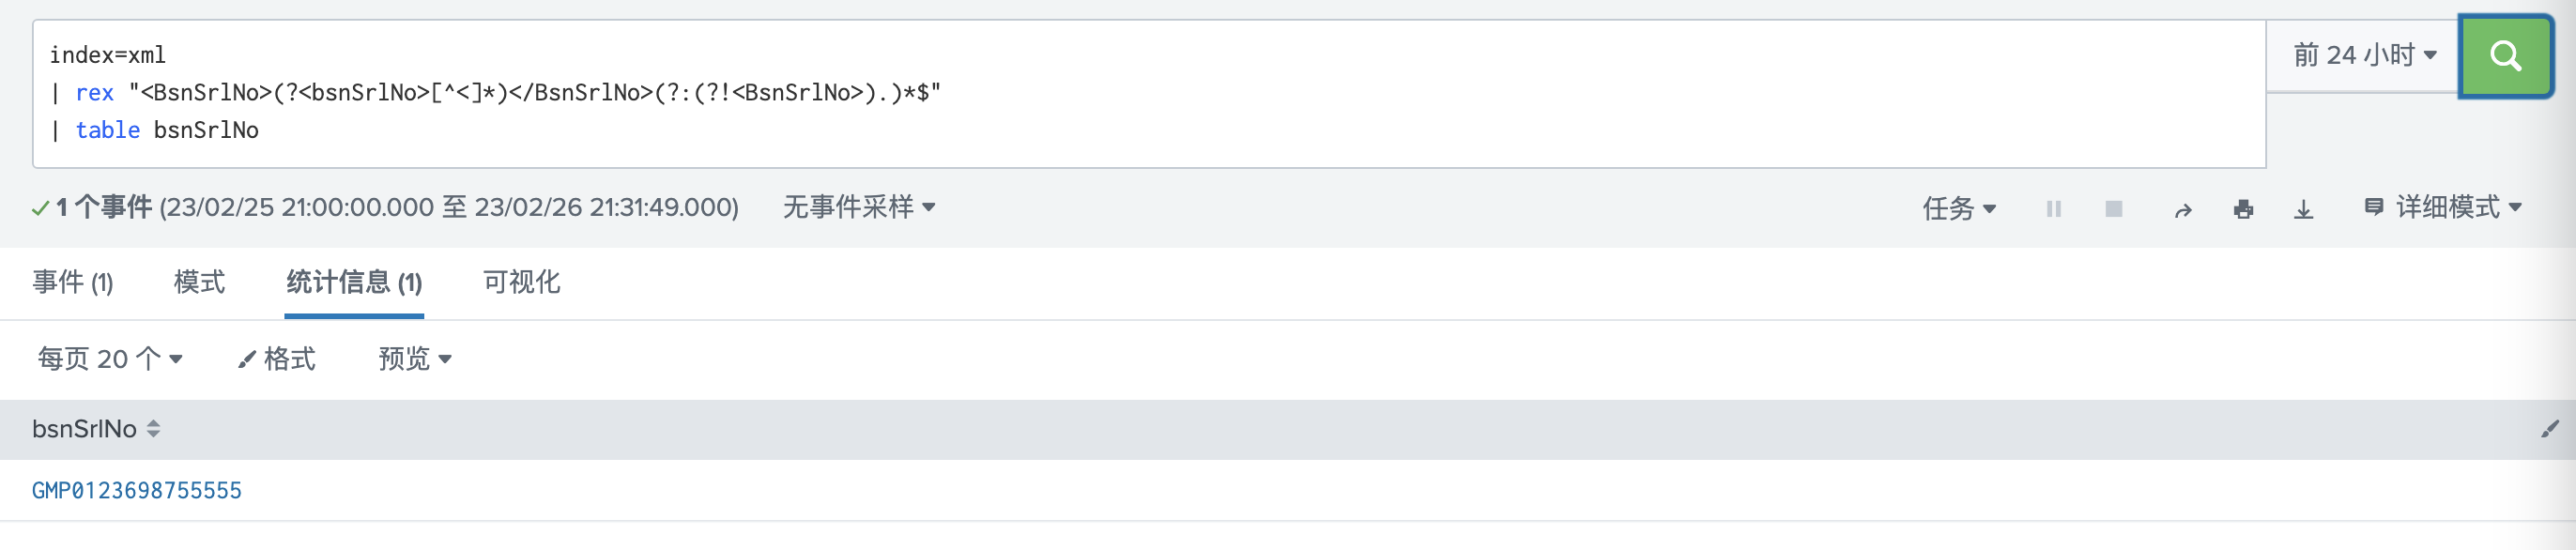 index=xml
| rex "<BsnSrlNo>(?<bsnSrlNo>[^<]*)</BsnSrlNo>(?:(?!<BsnSrlNo>).)*$"
| table bsnSrlNo
前 24 小时
1 个事件 (23/02/25 21:00:00.000 至 23/02/26 21:31:49.000) 无事件采样 任务 详细模式
事件 (1) 模式 统计信息 (1) 可视化
每页 20 个 格式 预览
bsnSrlNo
GMP0123698755555